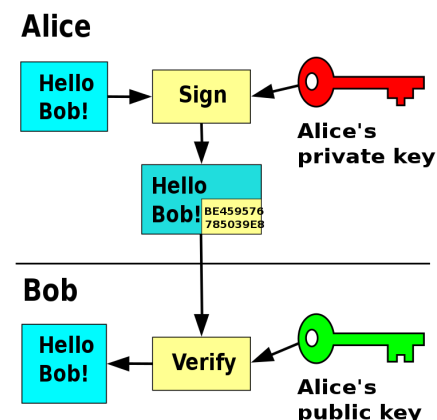 Alice
Hello
Bob!
Sign
Alice's
private key
Hello
Bob!
BE459576
785039E8
Bob
Hello
Bob!
Verify
Alice's
public key